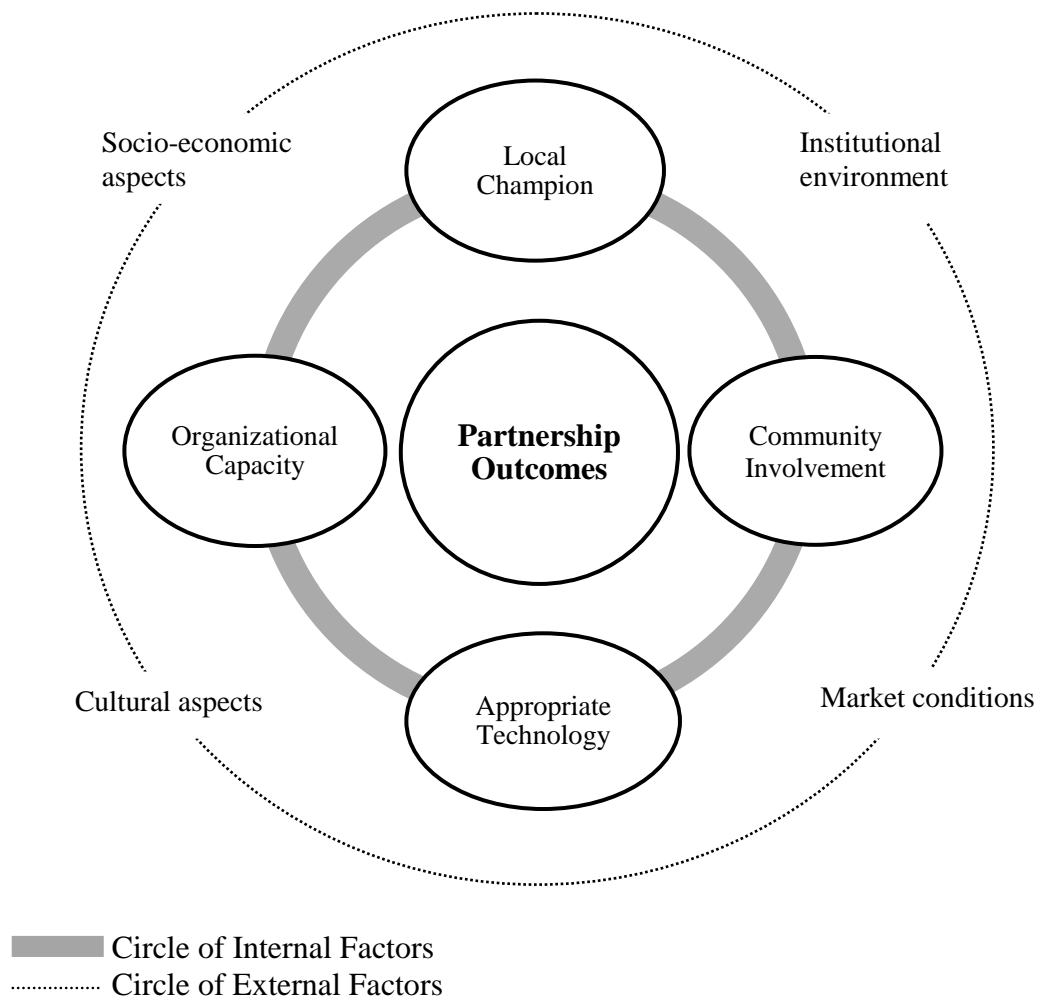 Socio-economic
aspects
Institutional
environment
Local
Champion
Organizational
Capacity
Partnership
Outcomes
Community
Involvement
Cultural aspects
Appropriate
Technology
Market conditions
Circle of Internal Factors
Circle of External Factors